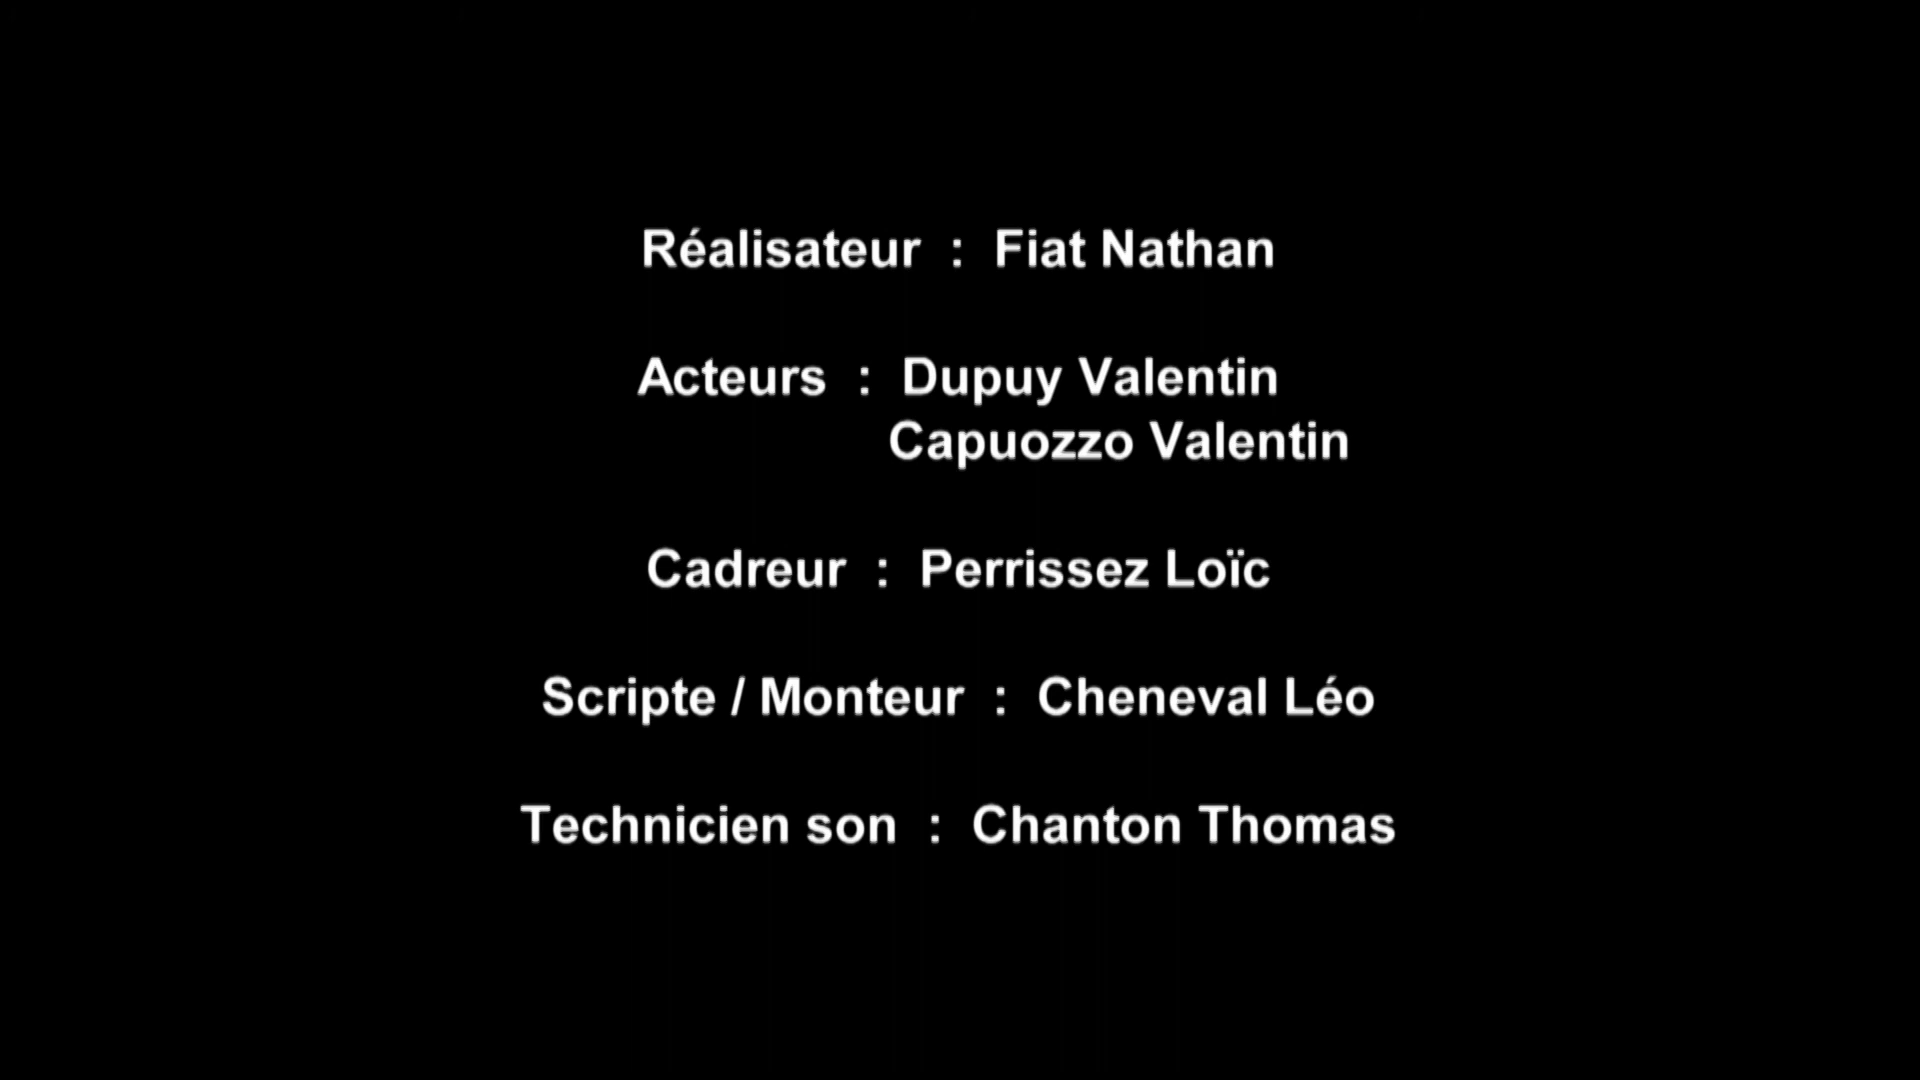 Réalisateur : Fiat Nathan
Acteurs : Dupuy Valentin
Capuozzo Valentin
Cadreur : Perrissez Loïc
Scripte / Monteur : Cheneval Léo
Technicien son : Chanton Thomas